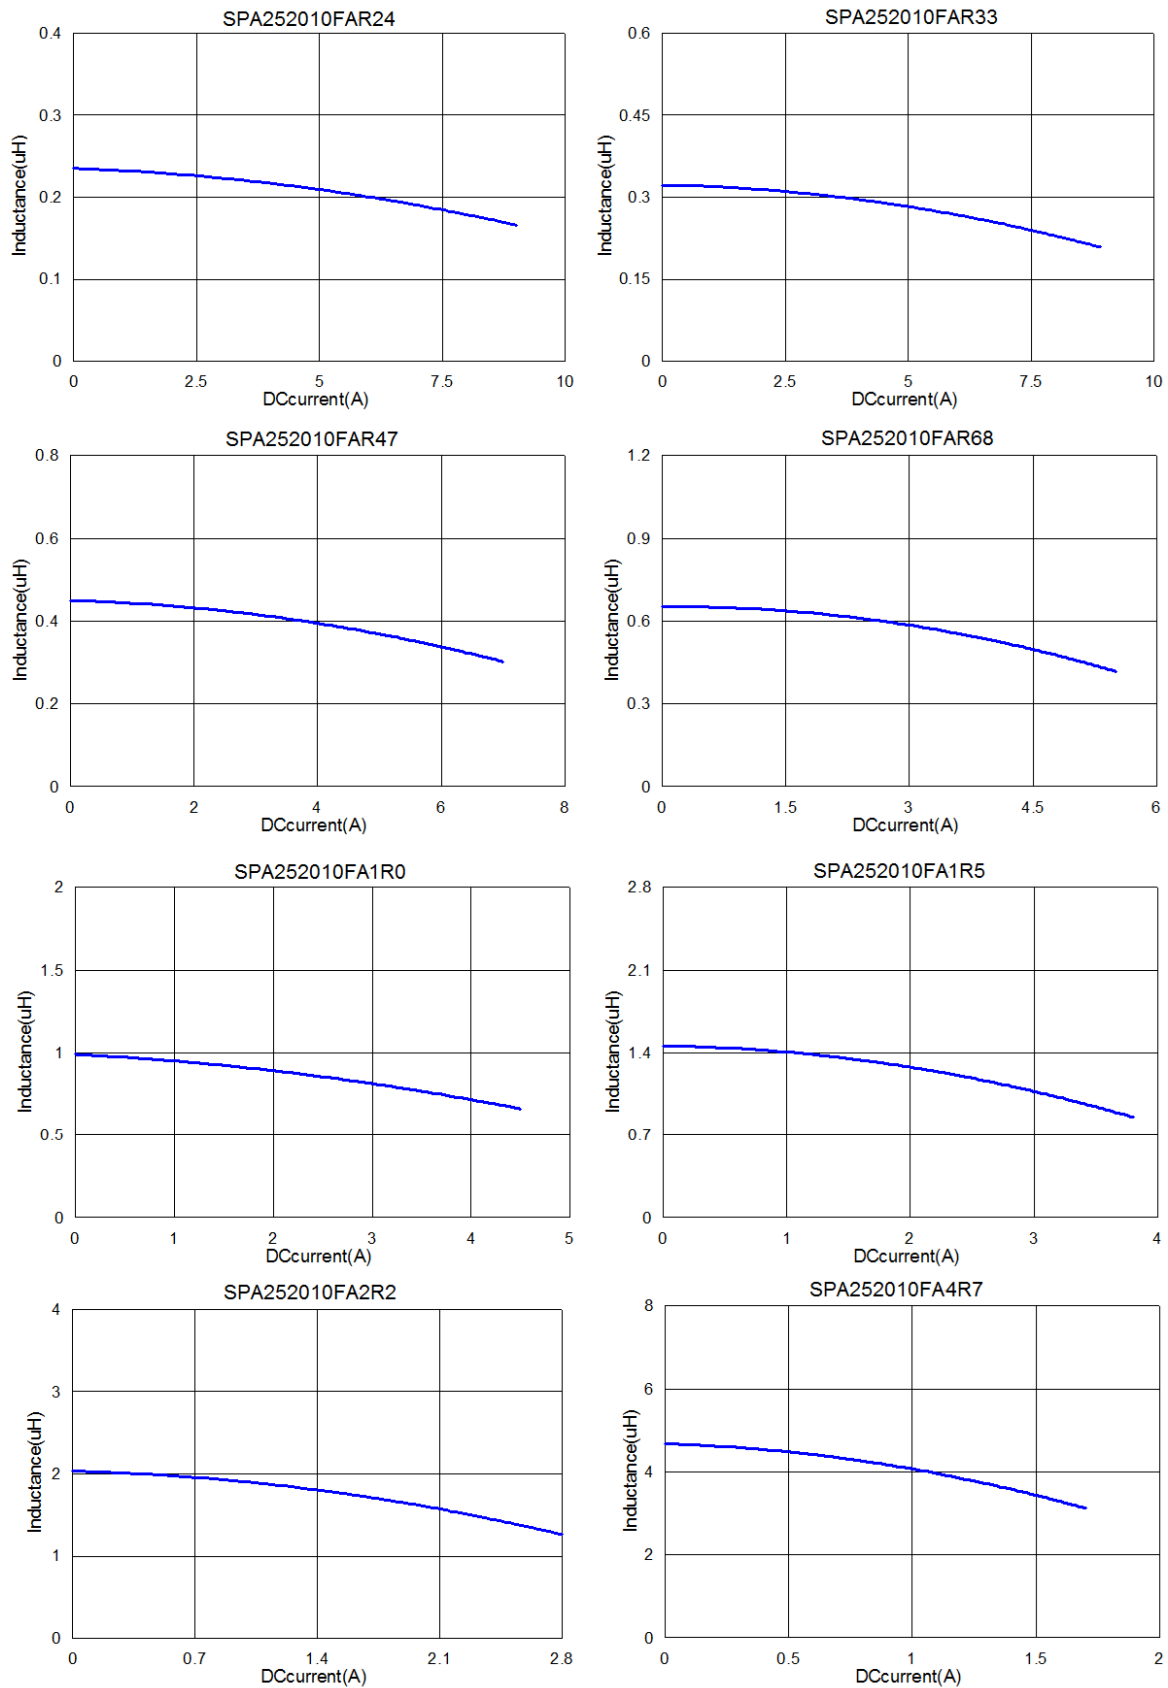 SPA252010FAR24
0.4
0.3
0.2
0.1
0
Inductance(uH)
0 2.5 5 7.5 10
DCcurrent(A)
SPA252010FAR33
0.6
0.45
0.3
0.15
0
Inductance(uH)
0 2.5 5 7.5 10
DCcurrent(A)
SPA252010FAR47
0.8
0.6
0.4
0.2
0
Inductance(uH)
0 2 4 6 8
DCcurrent(A)
SPA252010FAR68
1.2
0.9
0.6
0.3
0
Inductance(uH)
0 1.5 3 4.5 6
DCcurrent(A)
SPA252010FA1R0
2
1.5
1
0.5
0
Inductance(uH)
0 1 2 3 4 5
DCcurrent(A)
SPA252010FA1R5
2.8
2.1
1.4
0.7
0
Inductance(uH)
0 1 2 3 4
DCcurrent(A)
SPA252010FA2R2
4
3
2
1
0
Inductance(uH)
0 0.7 1.4 2.1 2.8
DCcurrent(A)
SPA252010FA4R7
8
6
4
2
0
Inductance(uH)
0 0.5 1 1.5 2
DCcurrent(A)